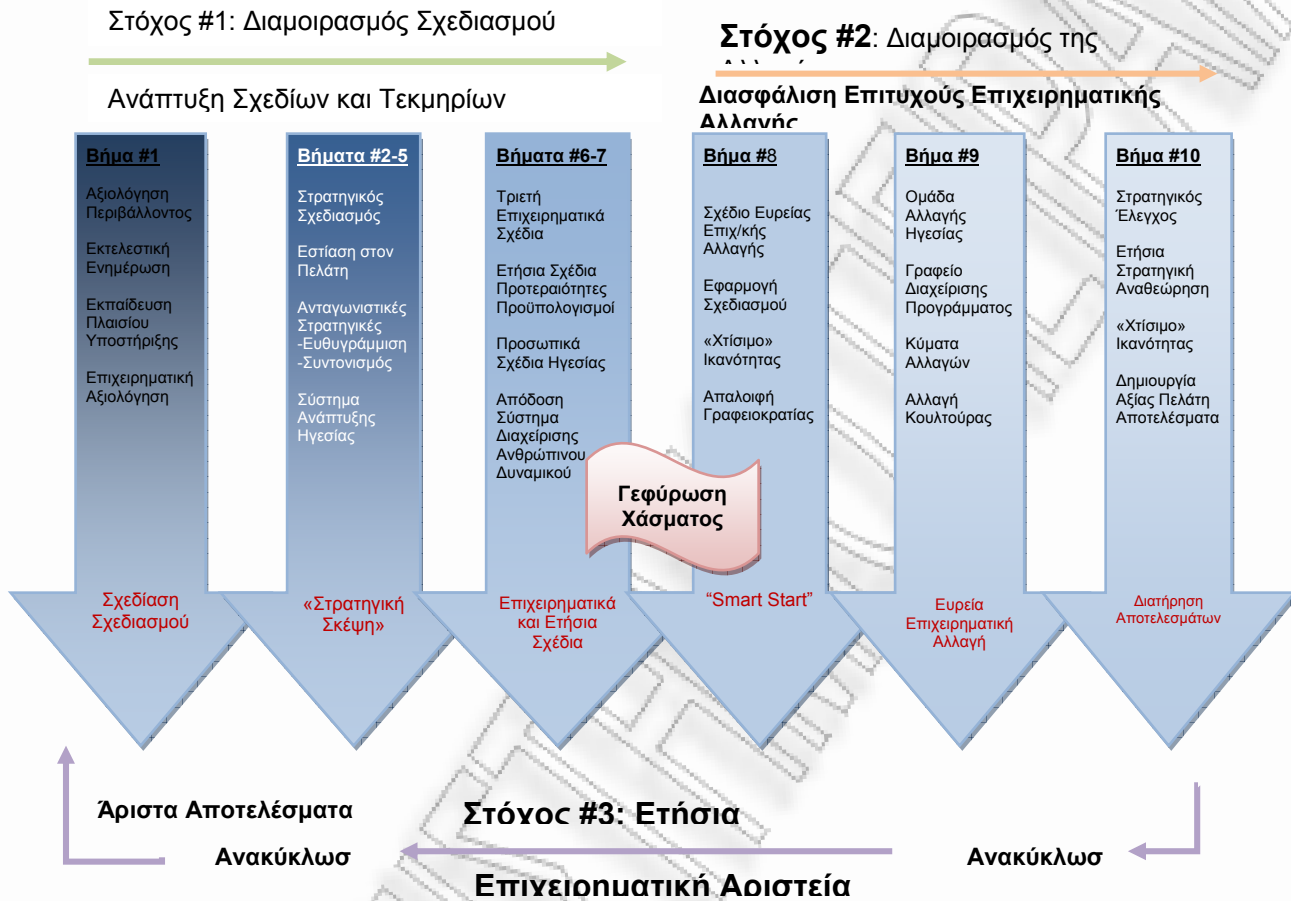 Στόχος #1: Διαμοιρασμός Σχεδιασμού
Στόχος #2: Διαμοιρασμός της
Ανάπτυξη Σχεδίων και Τεκμηρίων
Διασφάλιση Επιτυχούς Επιχειρηματικής
Αλλαγής
Βήμα #1
Αξιολόγηση
Περιβάλλοντος
Εκτελεστική
Ενημέρωση
Εκπαίδευση
Πλαισίου
Υποστήριξης
Επιχειρηματική
Αξιολόγηση
Σχεδίαση
Σχεδιασμού
Βήματα #2-5
Στρατηγικός
Σχεδιασμός
Εστίαση στον
Πελάτη
Ανταγωνιστικές
Στρατηγικές
-Ευθυγράμμιση
-Συντονισμός
Σύστημα
Ανάπτυξης
Ηγεσίας
«Στρατηγική
Σκέψη»
Βήματα #6-7
Τριετή
Επιχειρηματικά
Σχέδια
Ετήσια Σχέδια
Προτεραιότητες
Προϋπολογισμοί
Προσωπικά
Σχέδια Ηγεσίας
Απόδοση
Σύστημα
Διαχείρισης
Ανθρώπινου
Δυναμικού
Επιχειρηματικά
και Ετήσια
Σχέδια
Γεφύρωση
Χάσματος
Βήμα #8
Σχέδιο Ευρείας
Επιχ/κής
Αλλαγής
Εφαρμογή
Σχεδιασμού
«Χτίσιμο»
Ικανότητας
Απαλοιφή
Γραφειοκρατίας
“Smart Start”
Βήμα #9
Ομάδα
Αλλαγής
Ηγεσίας
Γραφείο
Διαχείρισης
Προγράμματος
Κύματα
Αλλαγών
Αλλαγή
Κουλτούρας
Ευρεία
Επιχειρηματική
Αλλαγή
Βήμα #10
Στρατηγικός
Έλεγχος
Ετήσια
Στρατηγική
Αναθεώρηση
«Χτίσιμο»
Ικανότητας
Δημιουργία
Αξίας Πελάτη
Αποτελέσματα
Διατήρηση
Αποτελεσμάτων
Άριστα Αποτελέσματα
Στόχος #3: Ετήσια
Ανακύκλωσ
Ανακύκλωσ
Επιχειρηματική Αριστεία